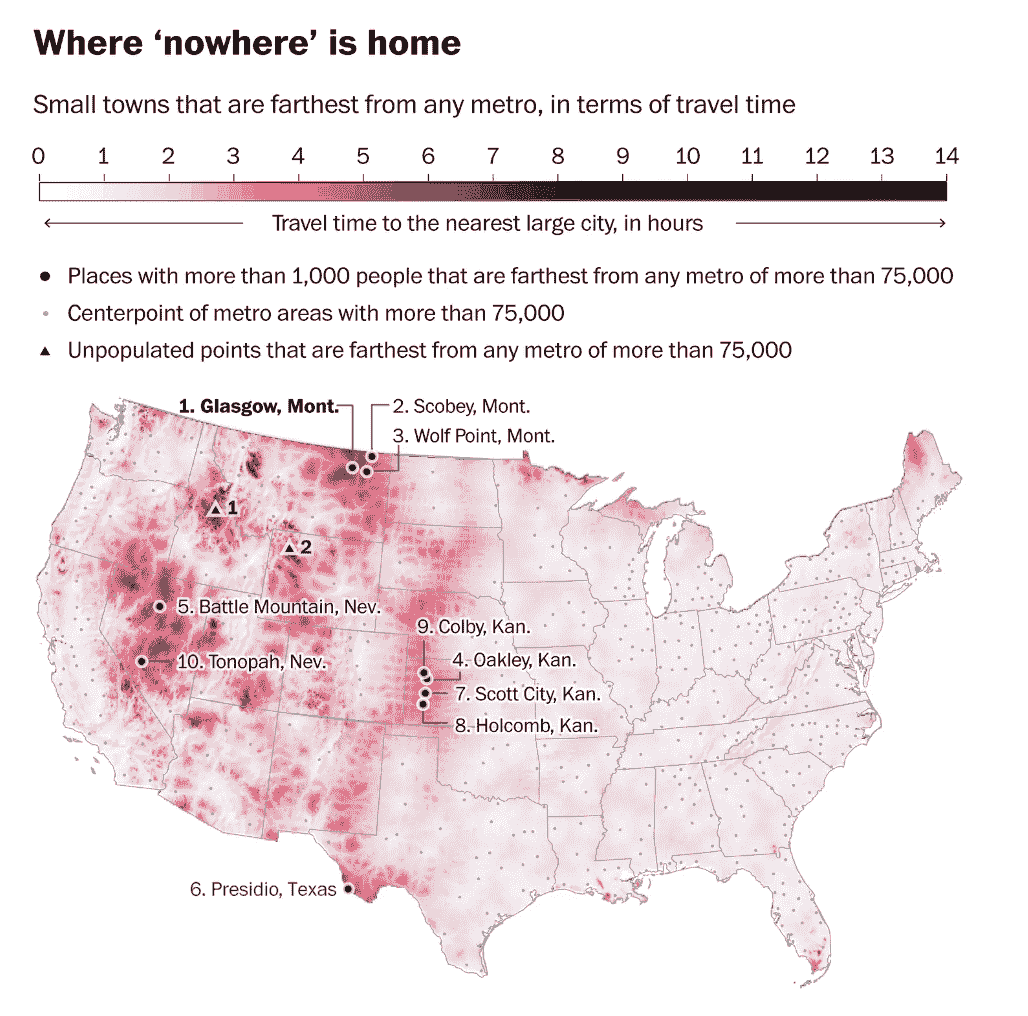 Where ‘nowhere’ is home
Small towns that are farthest from any metro, in terms of travel time
0 1 2 3 4 5 6 7 8 9 10 11 12 13 14
Travel time to the nearest large city, in hours
Places with more than 1,000 people that are farthest from any metro of more than 75,000
Centerpoint of metro areas with more than 75,000
Unpopulated points that are farthest from any metro of more than 75,000
1. Glasgow, Mont.
2. Scobey, Mont.
3. Wolf Point, Mont.
1
2
5. Battle Mountain, Nev.
9. Colby, Kan.
4. Oakley, Kan.
10. Tonopah, Nev.
7. Scott City, Kan.
8. Holcomb, Kan.
6. Presidio, Texas